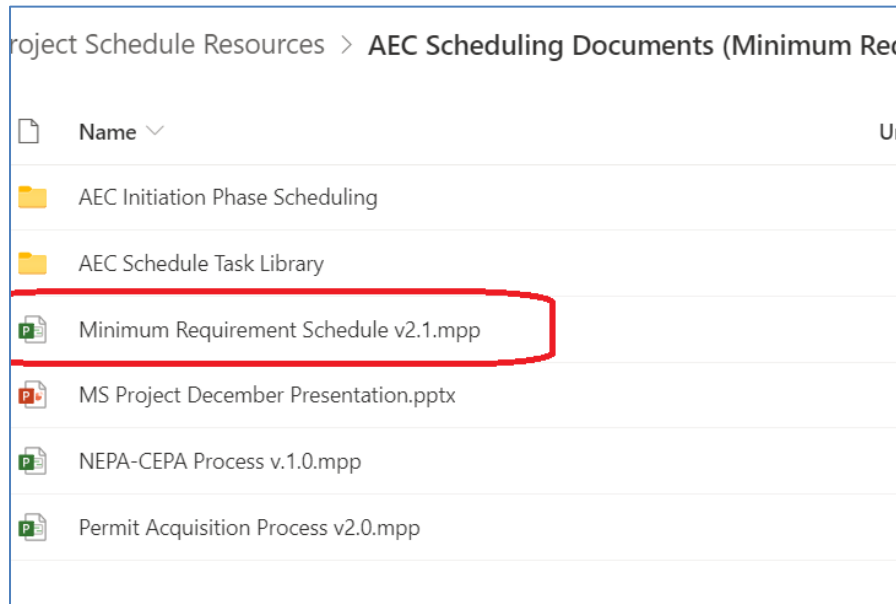 roject Schedule Resources > AEC Scheduling Documents (Minimum Re
Name
AEC Initiation Phase Scheduling
AEC Schedule Task Library
Minimum Requirement Schedule v2.1.mpp
MS Project December Presentation.pptx
NEPA-CEPA Process v.1.0.mpp
Permit Acquisition Process v2.0.mpp